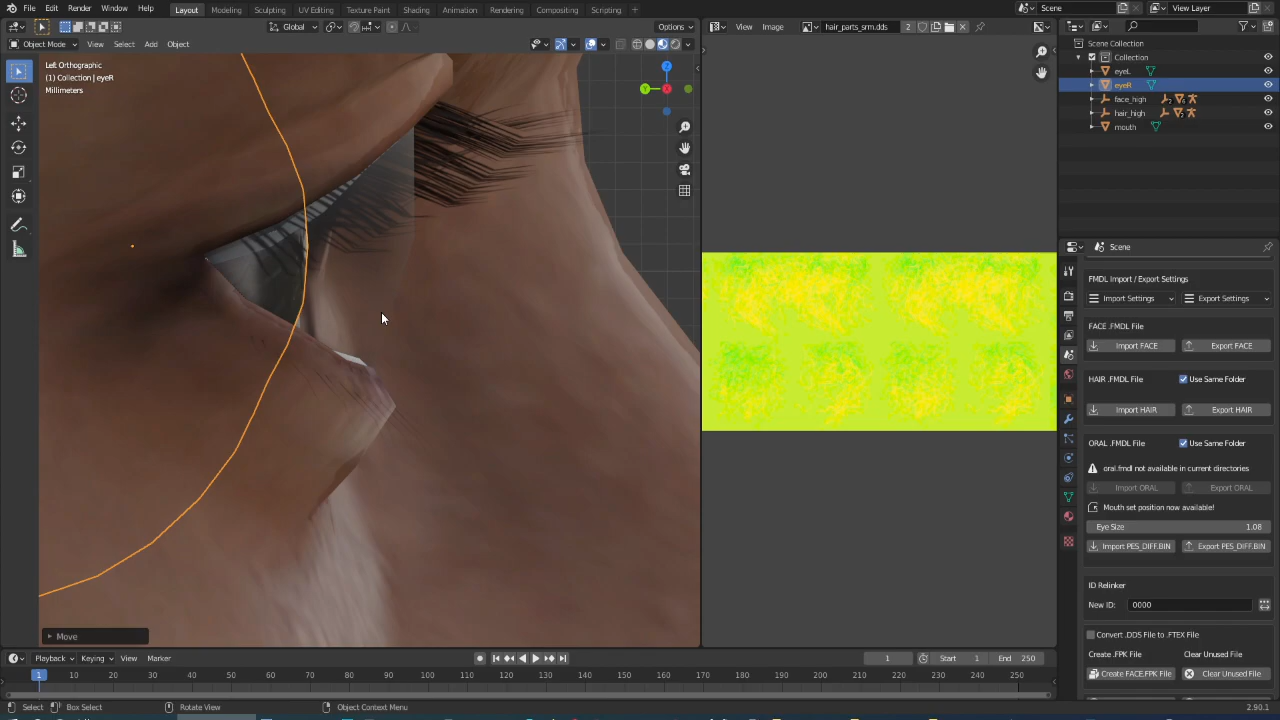 File Edit Render Window Help Layout Modeling Sculpting UV Editing Texture Paint Shading Animation Rendering Compositing Scripting Scene View Layer
Global Options View Image hair_parts_srm.dds 2
Object Mode View Select Add Object
Left Orthographic
(1) Collection | eyeR
Millimeters
Z
Y
X
Scene Collection
Collection
eyeL
eyeR
face_high
hair_high
mouth
Scene
FMDL Import / Export Settings
Import Settings Export Settings
FACE .FMDL File
Import FACE Export FACE
HAIR .FMDL File Use Same Folder
Import HAIR Export HAIR
ORAL .FMDL File Use Same Folder
oral.fmdl not available in current directories
Import ORAL Export ORAL
Mouth set position now available!
Eye Size 1.08
Import PES_DIFF.BIN Export PES_DIFF.BIN
ID Relinker
New ID: 0000
Convert .DDS File to .FTEX File
Create .FPK File Clear Unused File
Create FACE.FPK File Clear Unused File
Move
Playback Keying View Marker 1 Start 1 End 250
1 10 20 30 40 50 60 70 80 90 100 110 120 130 140 150 160 170 180 190 200 210 220 230 240 250
Select Box Select Rotate View Object Context Menu 2.90.1